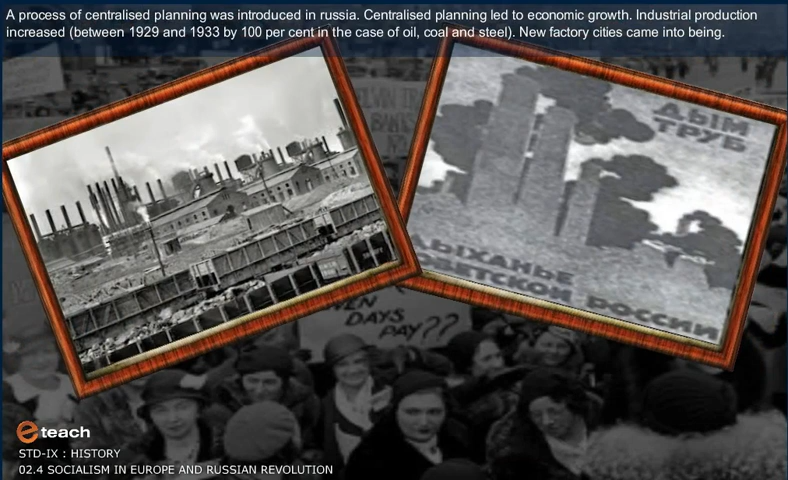 A process of centralised planning was introduced in russia. Centralised planning led to economic growth. Industrial production
increased (between 1929 and 1933 by 100 per cent in the case of oil, coal and steel). New factory cities came into being.
ДЫМ
ТРУБ
ДЫХАНЬЕ
СОВЕТСКОЙ РОССИИ
DAYS
PAY??
eteach
STD-IX : HISTORY
02.4 SOCIALISM IN EUROPE AND RUSSIAN REVOLUTION